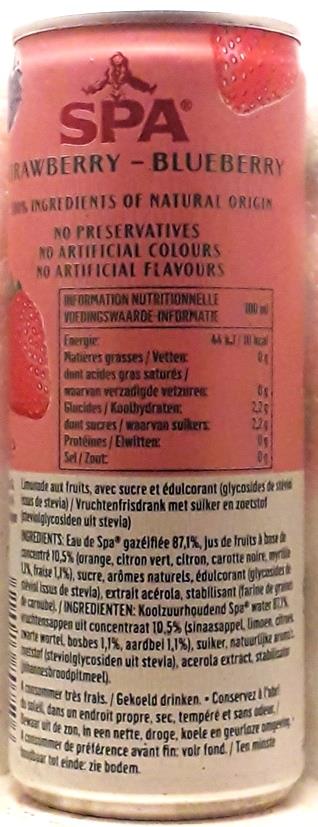 SPA®
RAWBERRY – BLUEBERRY
100% INGREDIENTS OF NATURAL ORIGIN
NO PRESERVATIVES
NO ARTIFICIAL COLOURS
NO ARTIFICIAL FLAVOURS
INFORMATION NUTRITIONNELLE
VOEDINGSWAARDE-INFORMATIE 100 ml
Energie: 44 kJ / 10 kcal
Matières grasses / Vetten: 0g
dont acides gras saturés /
waarvan verzadigde vetzuren: 0g
Glucides / Koolhydraten: 2,2g
dont sucres / waarvan suikers: 2,2g
Protéines / Eiwitten: 0g
Sel / Zout: 0g
Limonade aux fruits, avec sucre et édulcorant (glycosides de stéviol
issus de stevia) / Vruchtenfrisdrank met suiker en zoetstof
(steviolglycosiden uit stevia)
INGREDIENTS: Eau de Spa® gazéifiée 87,1%, jus de fruits à base de
concentré 10,5% (orange, citron vert, citron, carotte noire, myrtille
1,1%, fraise 1,1%), sucre, arômes naturels, édulcorant (glycosides de
stéviol issus de stevia), extrait acérola, stabilisant (farine de graines
de caroube). / INGREDIENTEN: Koolzuurhoudend Spa® water 87,1%,
vruchtensappen uit concentraat 10,5% (sinaasappel, limoen, citroen,
zwarte wortel, bosbes 1,1%, aardbei 1,1%), suiker, natuurlijke aroma's,
zoetstof (steviolglycosiden uit stevia), acerola extract, stabilisator
(johannesbroodpitmeel).
A consommer très frais. / Gekoeld drinken. • Conservez à l'abri
du soleil, dans un endroit propre, sec, tempéré et sans odeur. /
Bewaar uit de zon, in een nette, droge, koele en geurloze omgeving. •
A consommer de préférence avant fin: voir fond. / Ten minste
houdbaar tot einde: zie bodem.